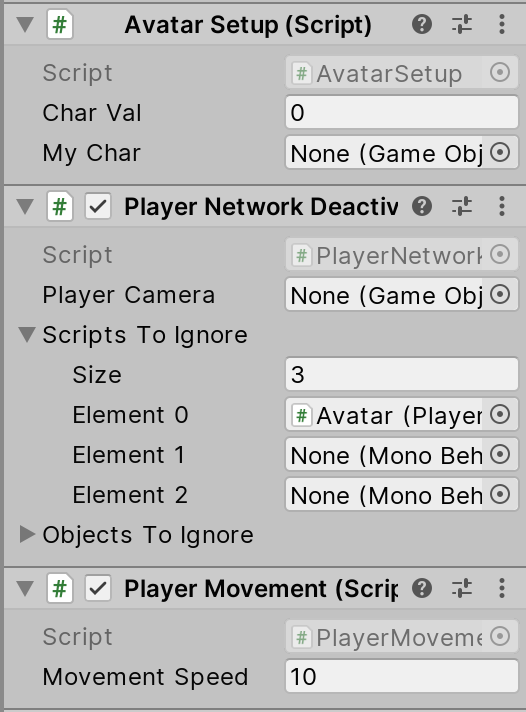 # Avatar Setup (Script)
Script # AvatarSetup
Char Val 0
My Char None (Game Obj
# Player Network Deactiv
Script # PlayerNetwork
Player Camera None (Game Obj
Scripts To Ignore
Size 3
Element 0 # Avatar (Player
Element 1 None (Mono Beh
Element 2 None (Mono Beh
Objects To Ignore
# Player Movement (Scrip
Script # PlayerMoveme
Movement Speed 10